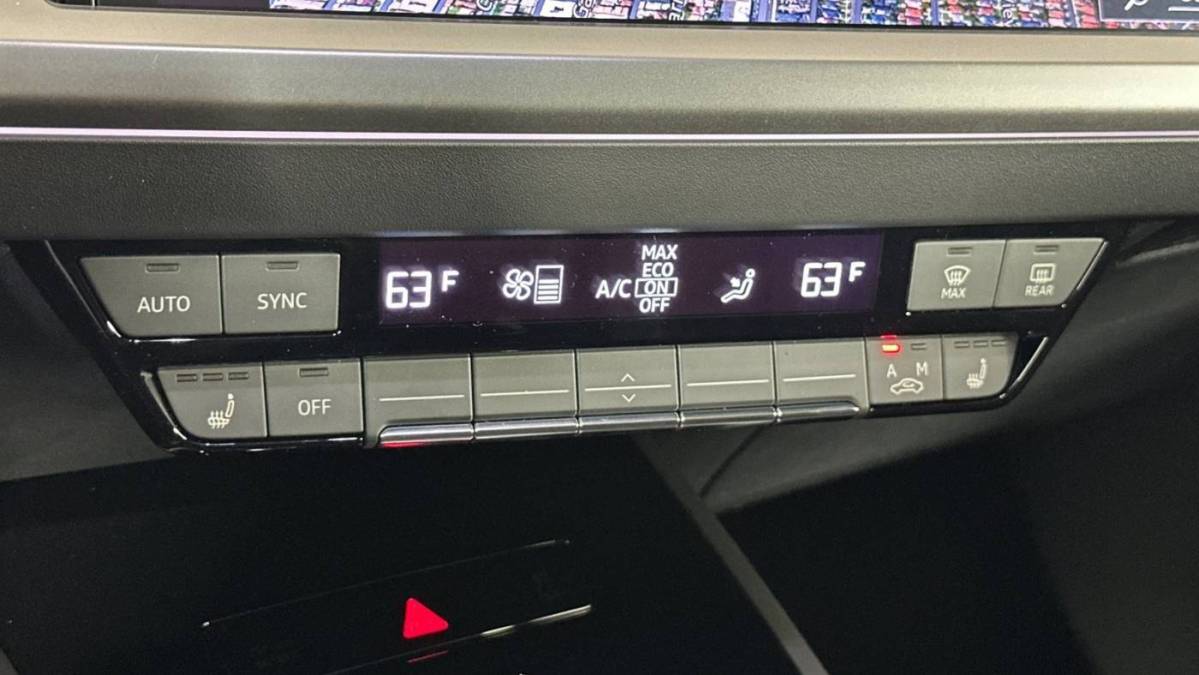 AUTO
SYNC
63 F
A/C
MAX
ECO
ON
OFF
63 F
MAX
REAR
OFF
A M